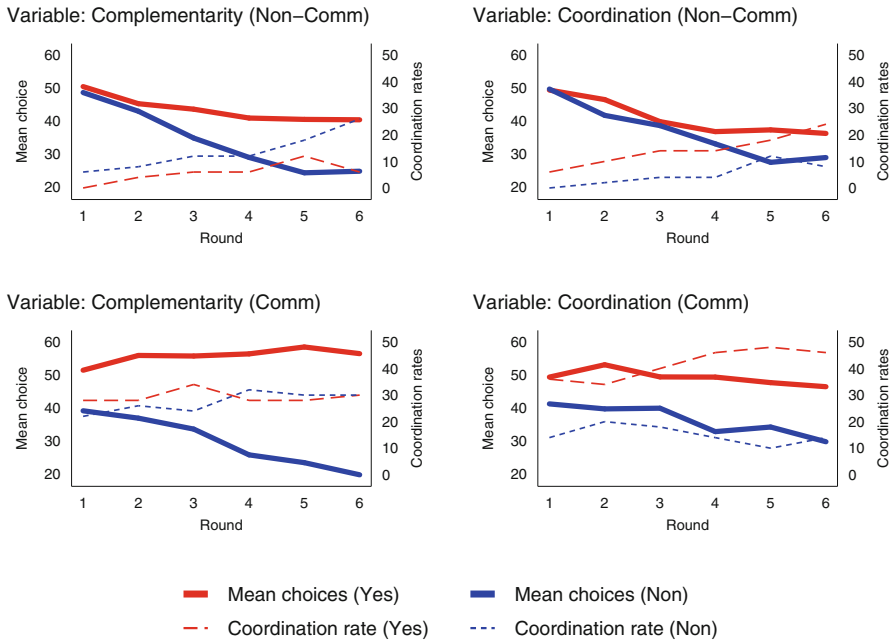 Variable: Complementarity (Non−Comm)
60
50
40
30
20
Mean choice
50
40
30
20
10
0
Coordination rates
1 2 3 4 5 6
Round
Variable: Coordination (Non−Comm)
60
50
40
30
20
Mean choice
50
40
30
20
10
0
Coordination rates
1 2 3 4 5 6
Round
Variable: Complementarity (Comm)
60
50
40
30
20
Mean choice
50
40
30
20
10
0
Coordination rates
1 2 3 4 5 6
Round
Variable: Coordination (Comm)
60
50
40
30
20
Mean choice
50
40
30
20
10
0
Coordination rates
1 2 3 4 5 6
Round
Mean choices (Yes)
Mean choices (Non)
Coordination rate (Yes)
Coordination rate (Non)